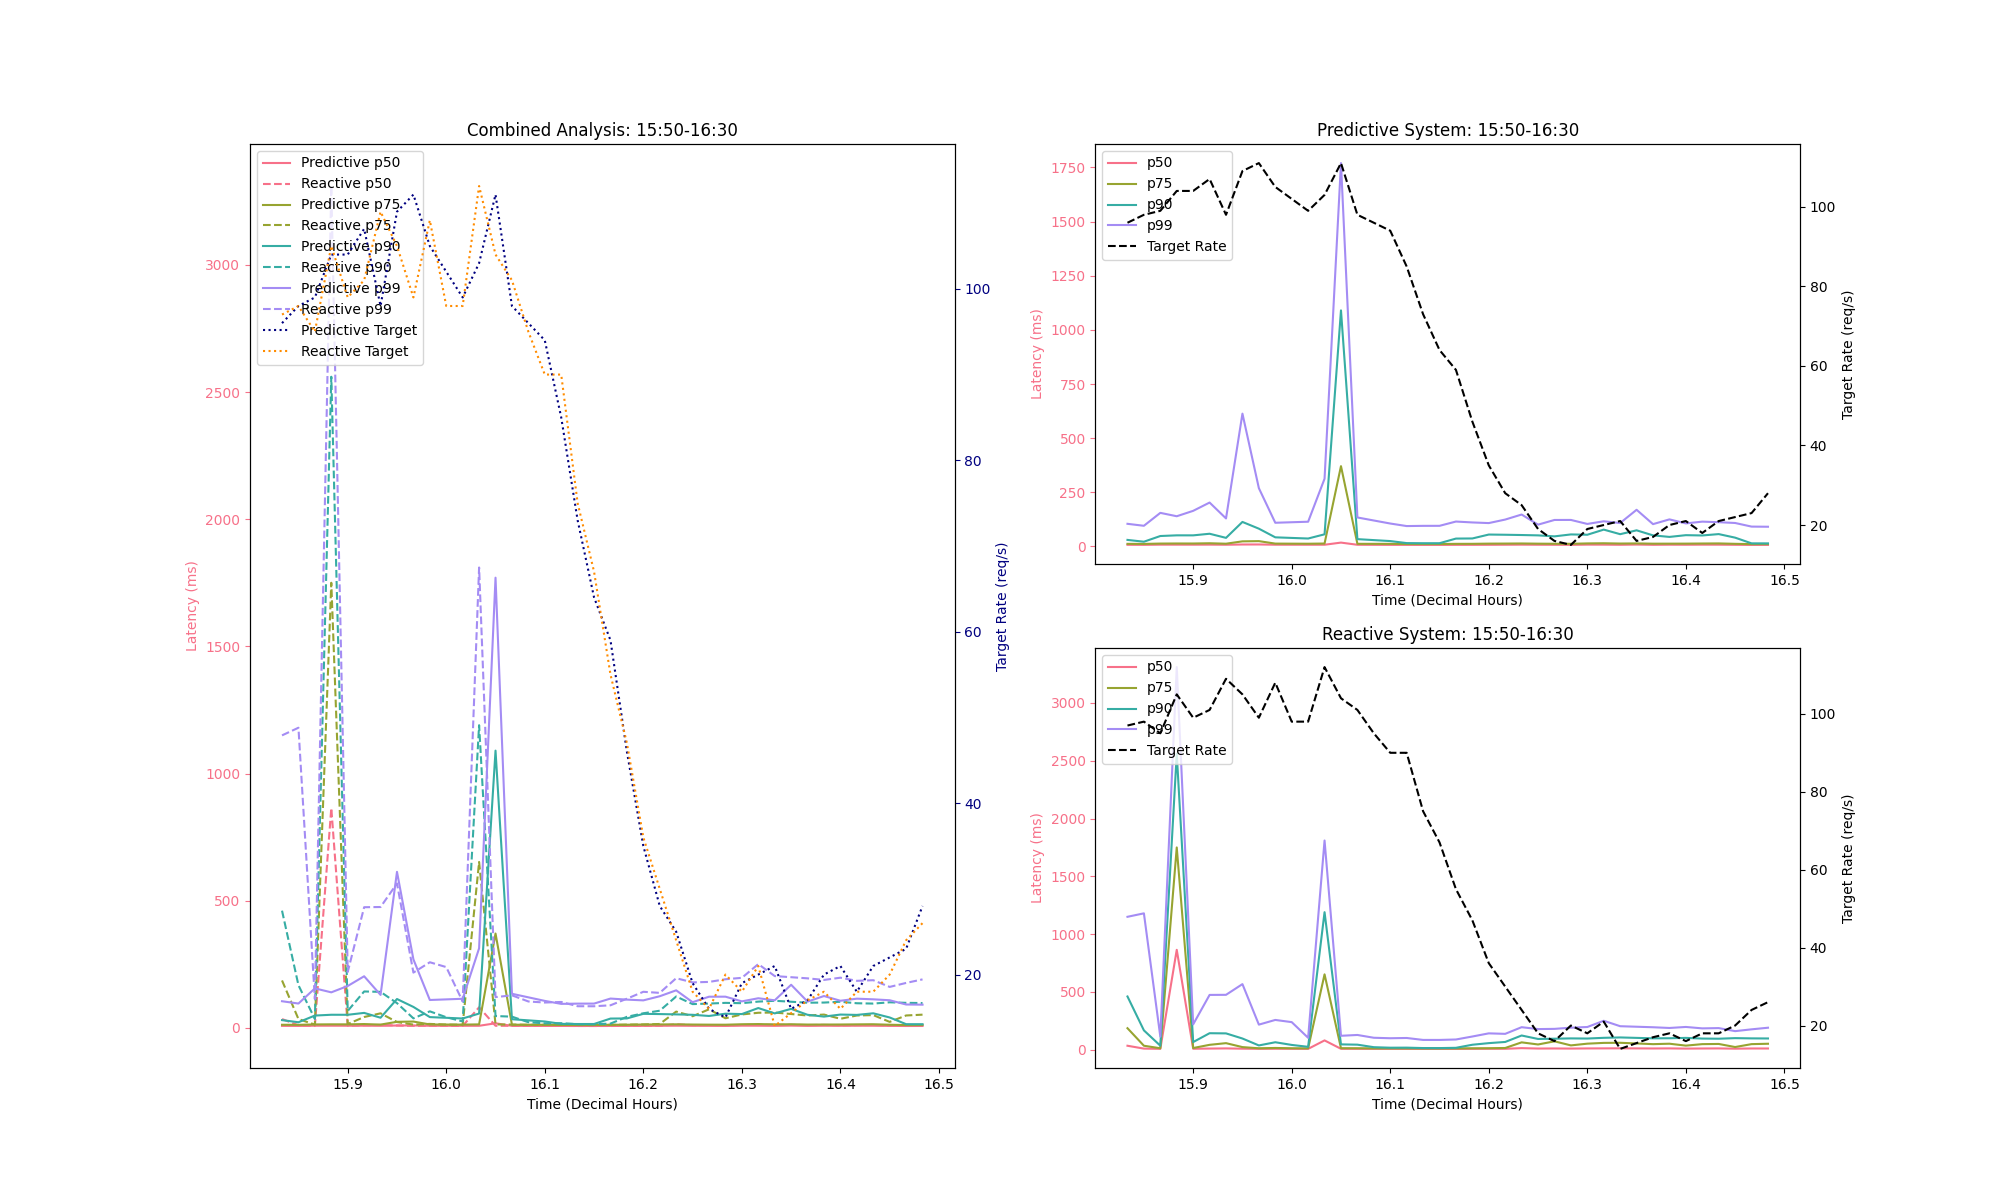 Combined Analysis: 15:50-16:30
Predictive p50
Reactive p50
Predictive p75
Reactive p75
Predictive p90
Reactive p90
Predictive p99
Reactive p99
Predictive Target
Reactive Target
3000
2500
2000
1500
1000
500
0
Latency (ms)
100
80
60
40
20
Target Rate (req/s)
15.9 16.0 16.1 16.2 16.3 16.4 16.5
Time (Decimal Hours)
Predictive System: 15:50-16:30
p50
p75
p90
p99
Target Rate
1750
1500
1250
1000
750
500
250
0
Latency (ms)
100
80
60
40
20
Target Rate (req/s)
15.9 16.0 16.1 16.2 16.3 16.4 16.5
Time (Decimal Hours)
Reactive System: 15:50-16:30
p50
p75
p90
p99
Target Rate
3000
2500
2000
1500
1000
500
0
Latency (ms)
100
80
60
40
20
Target Rate (req/s)
15.9 16.0 16.1 16.2 16.3 16.4 16.5
Time (Decimal Hours)